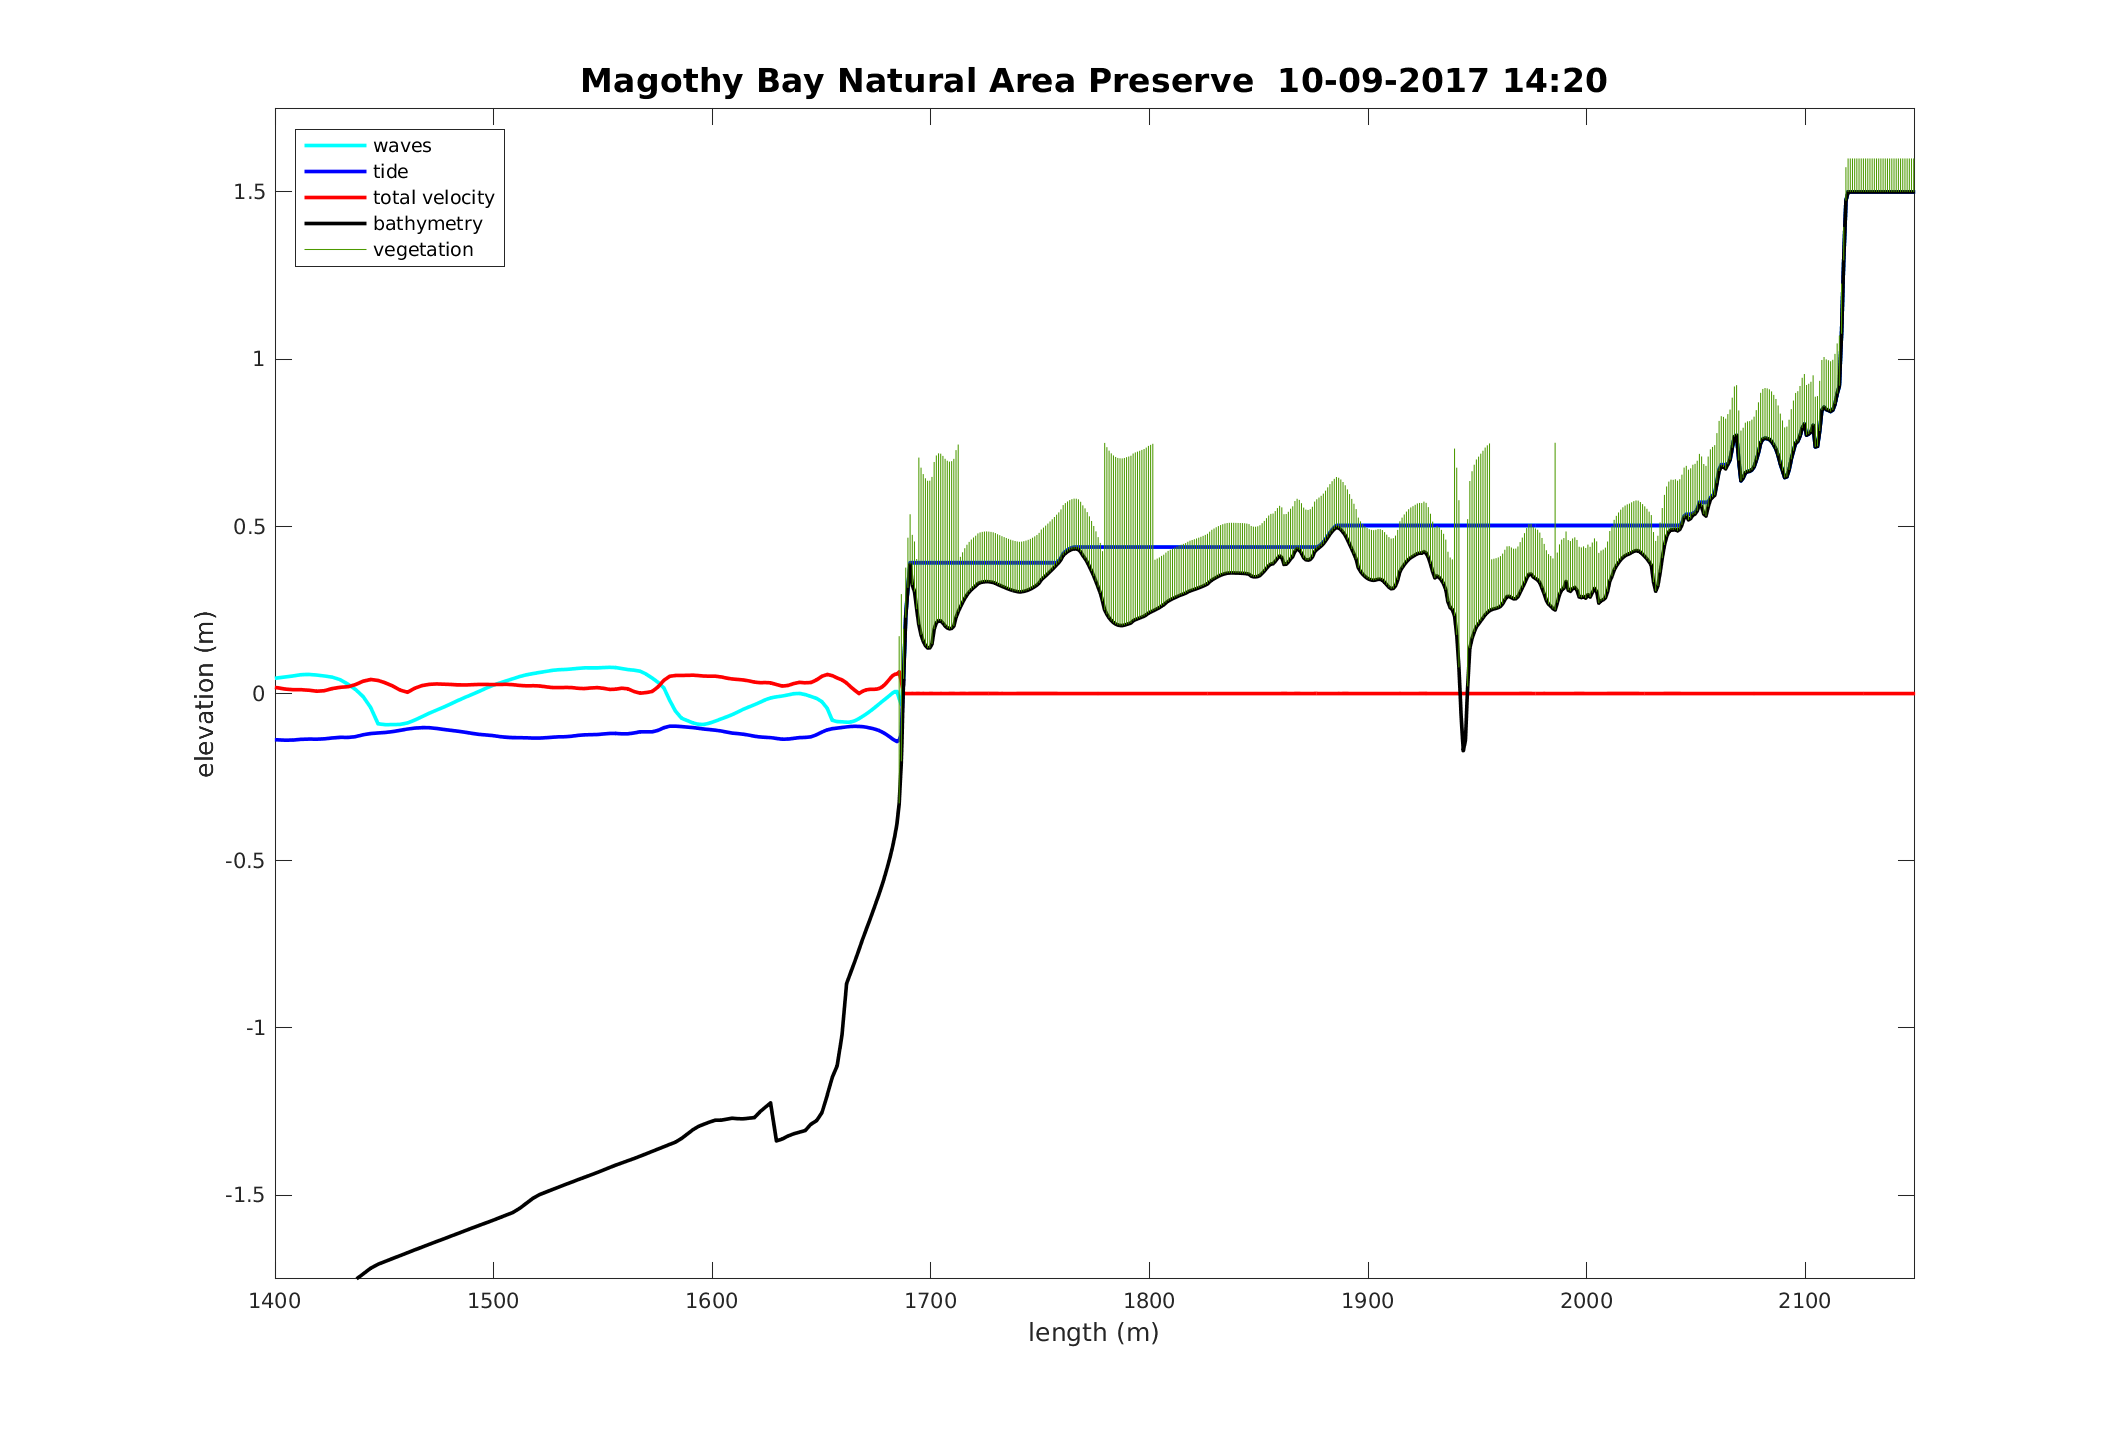 Magothy Bay Natural Area Preserve  10-09-2017 14:20
waves
tide
total velocity
bathymetry
vegetation
1.5
1
0.5
0
-0.5
-1
-1.5
elevation (m)
1400 1500 1600 1700 1800 1900 2000 2100
length (m)